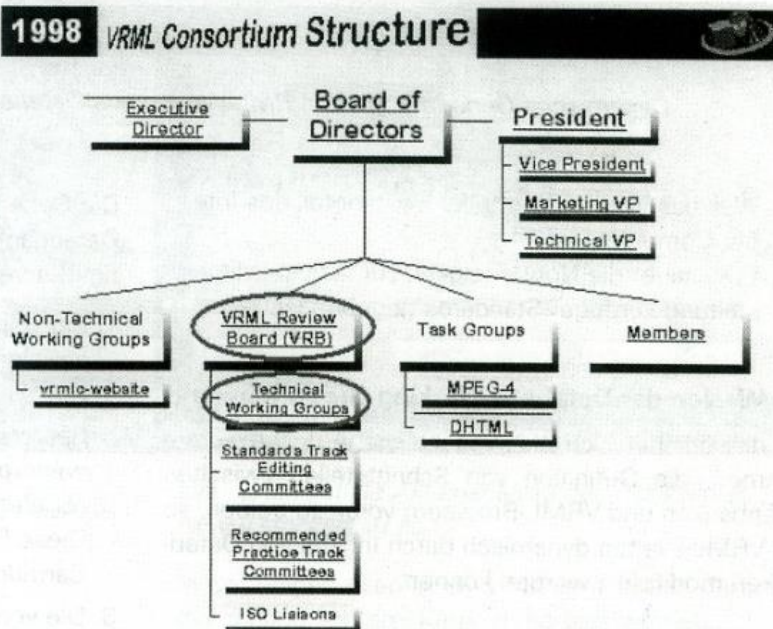 1998 VRML Consortium Structure
Executive
Director
Board of
Directors
President
Vice President
Marketing VP
Technical VP
Non-Technical
Working Groups
vrmlc-website
VRML Review
Board (VRB)
Technical
Working Groups
Standards Track
Editing
Committees
Recommended
Practice Track
Committees
ISO Liaisons
Task Groups
MPEG-4
DHTML
Members